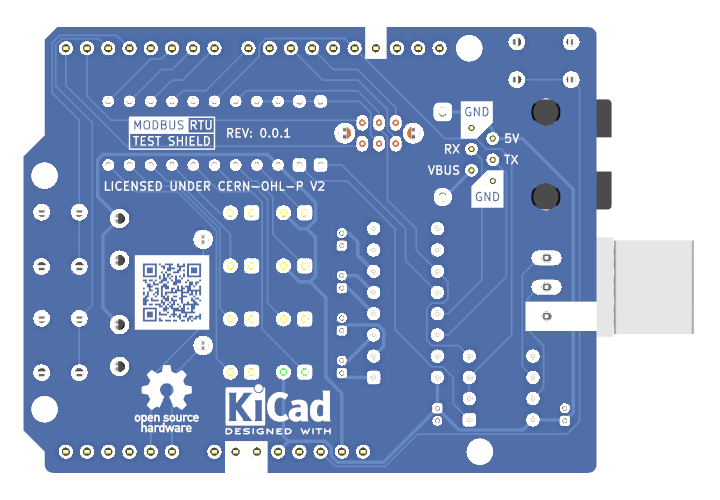 MODBUS RTU
TEST SHIELD
REV: 0.0.1
GND
5V
RX
TX
VBUS
GND
LICENSED UNDER CERN-OHL-P V2
open source
hardware
KiCad
DESIGNED WITH